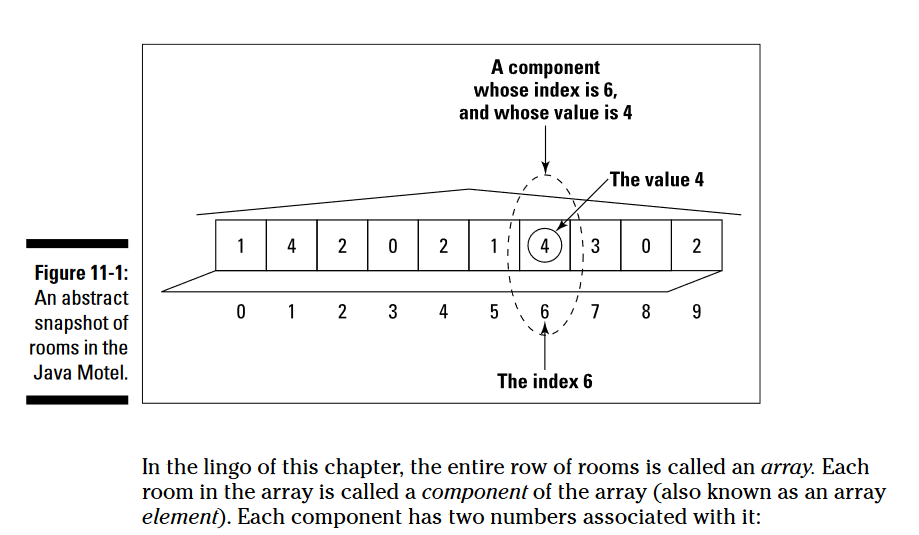 A component
whose index is 6,
and whose value is 4
The value 4
1 4 2 0 2 1 4 3 0 2
0 1 2 3 4 5 6 7 8 9
The index 6
Figure 11-1:
An abstract
snapshot of
rooms in the
Java Motel.
In the lingo of this chapter, the entire row of rooms is called an array. Each
room in the array is called a component of the array (also known as an array
element). Each component has two numbers associated with it: